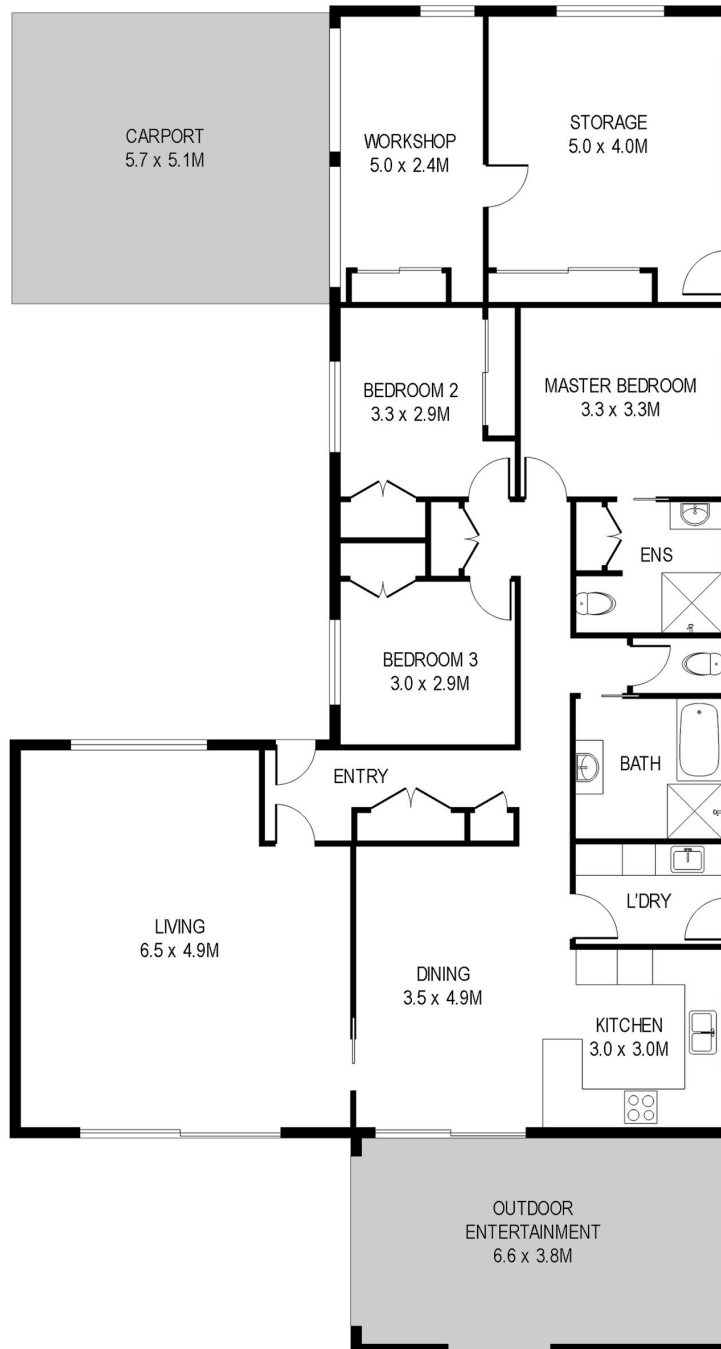 CARPORT
5.7 x 5.1M
WORKSHOP
5.0 x 2.4M
STORAGE
5.0 x 4.0M
BEDROOM 2
3.3 x 2.9M
MASTER BEDROOM
3.3 x 3.3M
ENS
BEDROOM 3
3.0 x 2.9M
BATH
ENTRY
L'DRY
LIVING
6.5 x 4.9M
DINING
3.5 x 4.9M
KITCHEN
3.0 x 3.0M
OUTDOOR
ENTERTAINMENT
6.6 x 3.8M